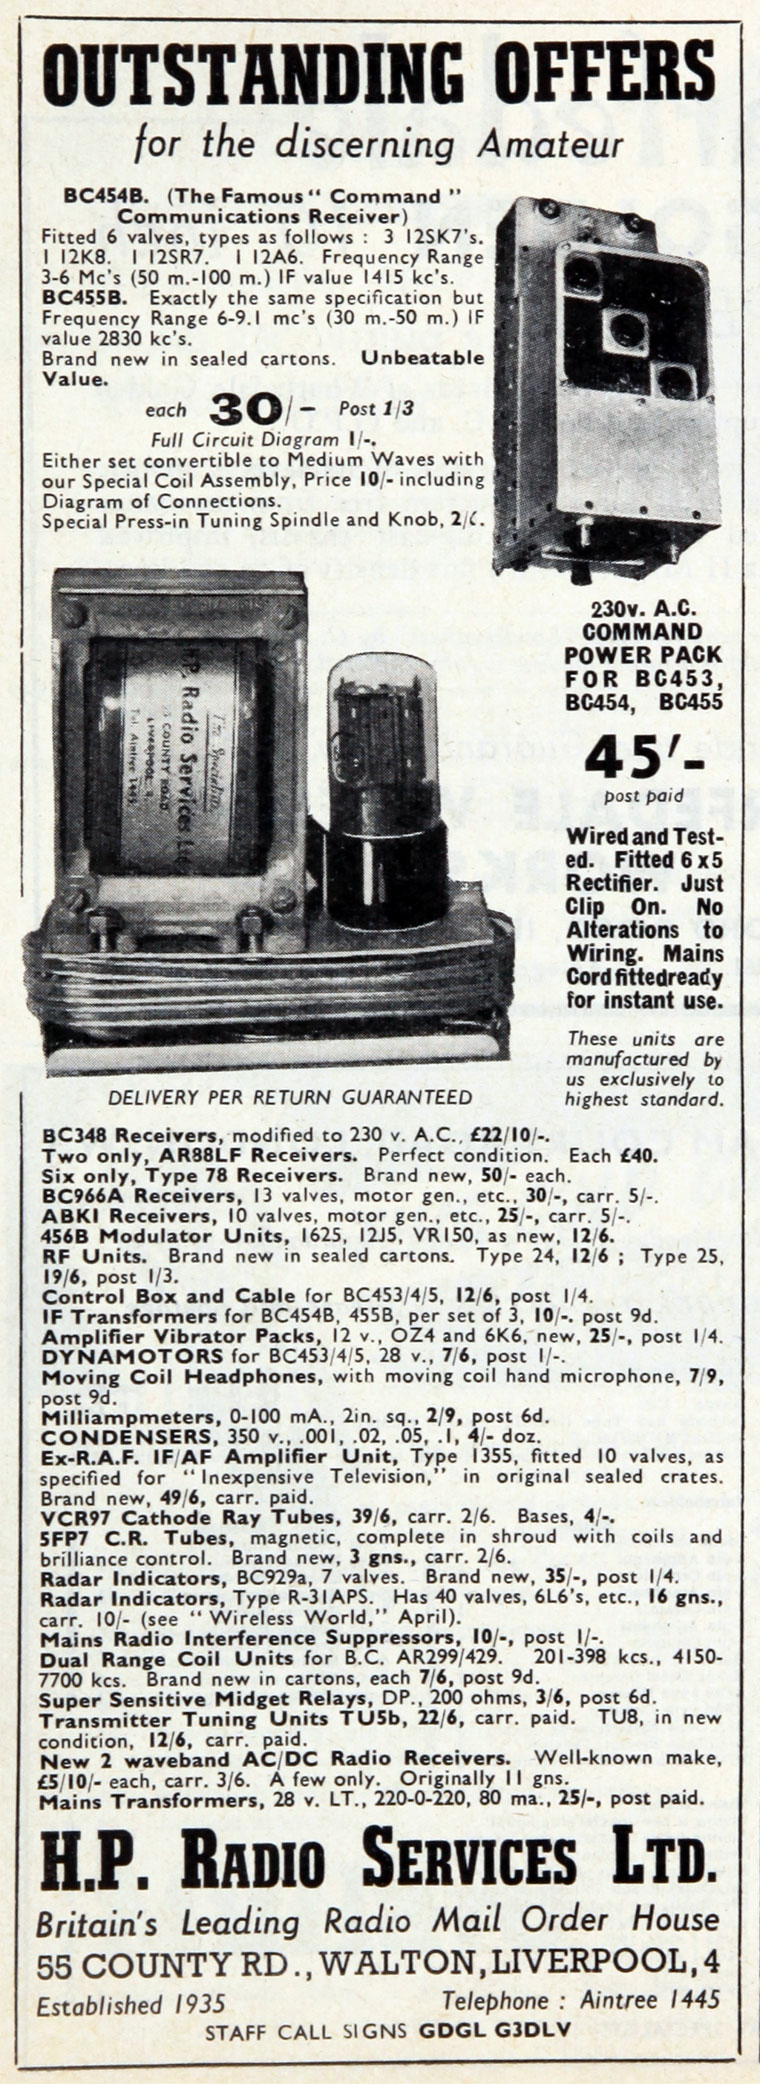 OUTSTANDING OFFERS
for the discerning Amateur
BC454B. (The Famous " Command "
Communications Receiver)
Fitted 6 valves, types as follows : 3 12SK7's.
1 12K8. 1 12SR7. 1 12A6. Frequency Range
3-6 Mc's (50 m.-100 m.) IF value 1415 kc's.
BC455B. Exactly the same specification but
Frequency Range 6-9.1 mc's (30 m.-50 m.) IF
value 2830 kc's.
Brand new in sealed cartons. Unbeatable
Value.
each 30/- Post 1/3
Full Circuit Diagram 1/-.
Either set convertible to Medium Waves with
our Special Coil Assembly, Price 10/- including
Diagram of Connections.
Special Press-in Tuning Spindle and Knob,
The Specialists
H.P. Radio Services Ltd
55 COUNTY ROAD
LIVERPOOL 4.
Tel. Aintree 1445
230v. A.C.
COMMAND
POWER PACK
FOR BC453,
BC454, BC455
45/-
post paid
Wired and Test-
ed. Fitted 6x5
Rectifier. Just
Clip On. No
Alterations to
Wiring. Mains
Cord fitted ready
for instant use.
These units are
manufactured by
us exclusively to
highest standard.
DELIVERY PER RETURN GUARANTEED
BC348 Receivers, modified to 230 v. A.C., £22/10/-.
Two only, AR88LF Receivers. Perfect condition. Each £40.
Six only, Type 78 Receivers. Brand new, 50/- each.
BC966A Receivers, 13 valves, motor gen., etc., 30/-, carr. 5/-.
ABK1 Receivers, 10 valves, motor gen., etc., 25/-, carr. 5/-.
456B Modulator Units, 1625, 12J5, VR150, as new, 12/6.
RF Units. Brand new in sealed cartons. Type 24, 12/6 ; Type 25,
19/6, post 1/3.
Control Box and Cable for BC453/4/5, 12/6, post 1/4.
IF Transformers for BC454B, 455B, per set of 3, 10/-. post 9d.
Amplifier Vibrator Packs, 12 v., OZ4 and 6K6, new, 25/-, post 1/4.
DYNAMOTORS for BC453/4/5, 28 v., 7/6, post 1/-.
Moving Coil Headphones, with moving coil hand microphone, 7/9,
post 9d.
Milliampmeters, 0-100 mA., 2in. sq., 2/9, post 6d.
CONDENSERS, 350 v., .001, .02, .05, .1, 4/- doz.
Ex-R.A.F. IF/AF Amplifier Unit, Type 1355, fitted 10 valves, as
specified for " Inexpensive Television," in original sealed crates.
Brand new, 49/6, carr. paid.
VCR97 Cathode Ray Tubes, 39/6, carr. 2/6. Bases, 4/-.
5FP7 C.R. Tubes, magnetic, complete in shroud with coils and
brilliance control. Brand new, 3 gns., carr. 2/6.
Radar Indicators, BC929a, 7 valves. Brand new, 35/-, post 1/4.
Radar Indicators, Type R-31APS. Has 40 valves, 6L6's, etc., 16 gns.,
carr. 10/- (see " Wireless World," April).
Mains Radio Interference Suppressors, 10/-, post 1/-.
Dual Range Coil Units for B.C. AR299/429. 201-398 kcs., 4150-
7700 kcs. Brand new in cartons, each 7/6, post 9d.
Super Sensitive Midget Relays, DP., 200 ohms, 3/6, post 6d.
Transmitter Tuning Units TU5b, 22/6, carr. paid. TU8, in new
condition, 12/6, carr. paid.
New 2 waveband AC/DC Radio Receivers. Well-known make,
£5/10/- each, carr. 3/6. A few only. Originally 11 gns.
Mains Transformers, 28 v. LT., 220-0-220, 80 ma., 25/-, post paid.
H.P. RADIO SERVICES LTD.
Britain's Leading Radio Mail Order House
55 COUNTY RD., WALTON, LIVERPOOL, 4
Established 1935 Telephone : Aintree 1445
STAFF CALL SIGNS GDGL G3DLV